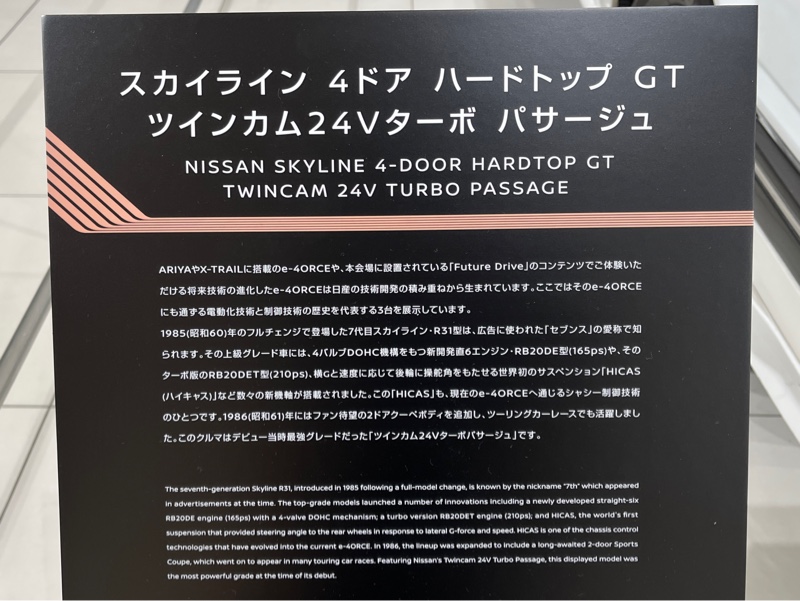 スカイライン 4ドア ハードトップ GT
ツインカム24Vターボ パサージュ
NISSAN SKYLINE 4-DOOR HARDTOP GT
TWINCAM 24V TURBO PASSAGE
ARIYAやX-TRAILに搭載のe-4ORCEや、本会場に設置されている「Future Drive」のコンテンツでご体験いた
だける将来技術の進化したe-4ORCEは日産の技術開発の積み重ねから生まれています。ここではそのe-4ORCE
にも通ずる電動化技術と制御技術の歴史を代表する3台を展示しています。
1985(昭和60)年のフルチェンジで登場した7代目スカイライン・R31型は、広告に使われた「セブンス」の愛称で知
られます。その上級グレード車には、4バルブDOHC機構をもつ新開発直6エンジン・RB20DE型(165ps)や、その
ターボ版のRB20DET型(210ps)、横Gと速度に応じて後輪に操舵角をもたせる世界初のサスペンション「HICAS
(ハイキャス)」など数々の新機軸が搭載されました。この「HICAS」も、現在のe-4ORCEへ通じるシャシー制御技術
のひとつです。1986(昭和61)年にはファン待望の2ドアクーペボディを追加し、ツーリングカーレースでも活躍しまし
た。このクルマはデビュー当時最強グレードだった「ツインカム24Vターボパサージュ」です。
The seventh-generation Skyline R31, introduced in 1985 following a full-model change, is known by the nickname "7th" which appeared
in advertisements at the time. The top-grade models launched a number of innovations including a newly developed straight-six
RB20DE engine (165ps) with a 4-valve DOHC mechanism; a turbo version RB20DET engine (210ps); and HICAS, the world's first
suspension that provided steering angle to the rear wheels in response to lateral G-force and speed. HICAS is one of the chassis control
technologies that have evolved into the current e-4ORCE. In 1986, the lineup was expanded to include a long-awaited 2-door Sports
Coupe, which went on to appear in many touring car races. Featuring Nissan's Twincam 24V Turbo Passage, this displayed model was
the most powerful grade at the time of its debut.